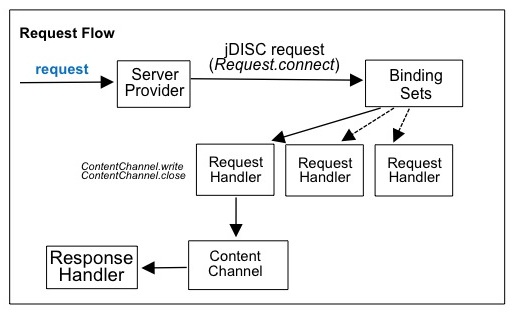 Request Flow
request
Server
Provider
jDISC request
(Request.connect)
Binding
Sets
ContentChannel.write
ContentChannel.close
Request
Handler
Request
Handler
Request
Handler
Response
Handler
Content
Channel